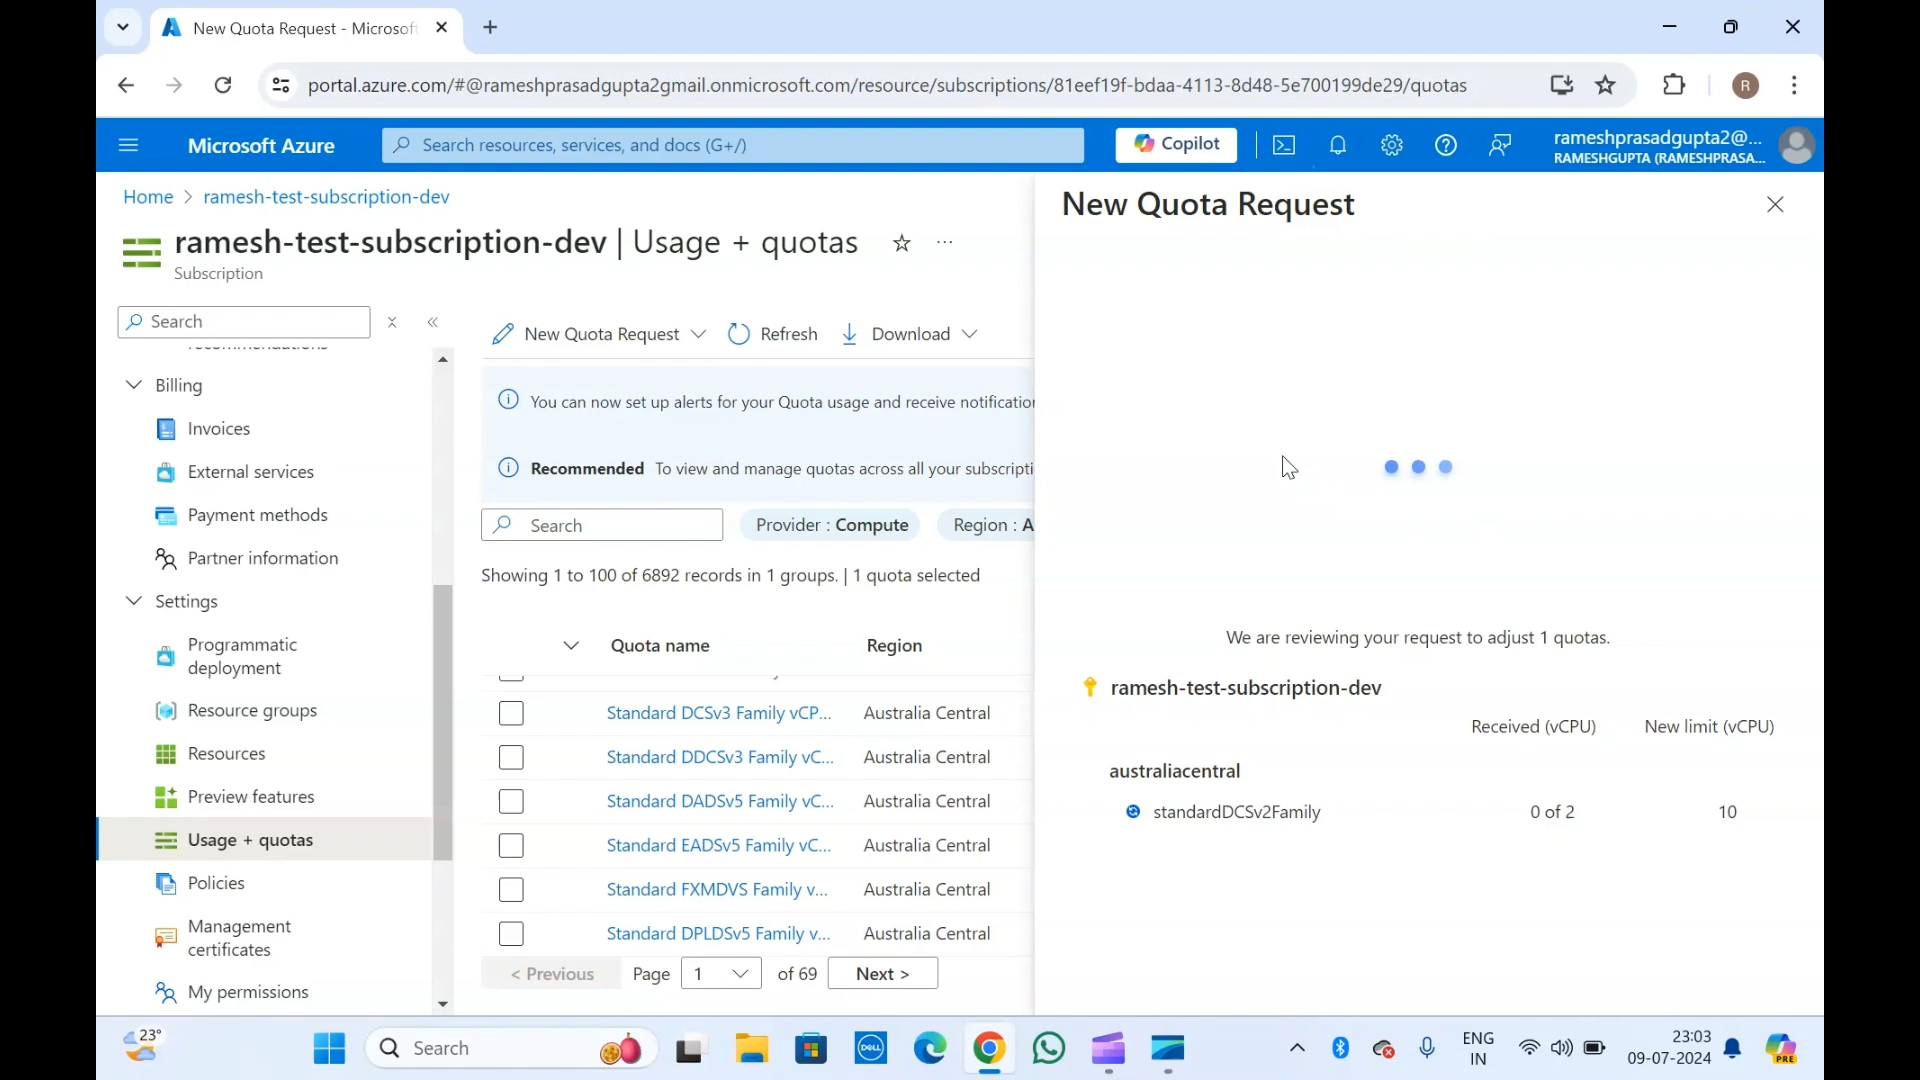 New Quota Request - Microsof
portal.azure.com/#@rameshprasadgupta2gmail.onmicrosoft.com/resource/subscriptions/81eef19f-bdaa-4113-8d48-5e700199de29/quotas
R
Microsoft Azure
Search resources, services, and docs (G+/)
Copilot
rameshprasadgupta2@...
RAMESHGUPTA (RAMESHPRASA...
Home > ramesh-test-subscription-dev
ramesh-test-subscription-dev | Usage + quotas
Subscription
Search
recommendations
Billing
Invoices
External services
Payment methods
Partner information
Settings
Programmatic
deployment
Resource groups
Resources
Preview features
Usage + quotas
Policies
Management
certificates
My permissions
New Quota Request
Refresh
Download
You can now set up alerts for your Quota usage and receive notification
Recommended To view and manage quotas across all your subscripti
Search
Provider : Compute
Region : A
Showing 1 to 100 of 6892 records in 1 groups. | 1 quota selected
Quota name Region
Standard DCSv3 Family vCP... Australia Central
Standard DDCSv3 Family vC... Australia Central
Standard DADSv5 Family vC... Australia Central
Standard EADSv5 Family vC... Australia Central
Standard FXMDVS Family v... Australia Central
Standard DPLDSv5 Family v... Australia Central
< Previous Page 1 of 69 Next >
New Quota Request
We are reviewing your request to adjust 1 quotas.
ramesh-test-subscription-dev
Received (vCPU) New limit (vCPU)
australiacentral
standardDCSv2Family 0 of 2 10
23°
Search
DELL
ENG
IN
23:03
09-07-2024
PRE